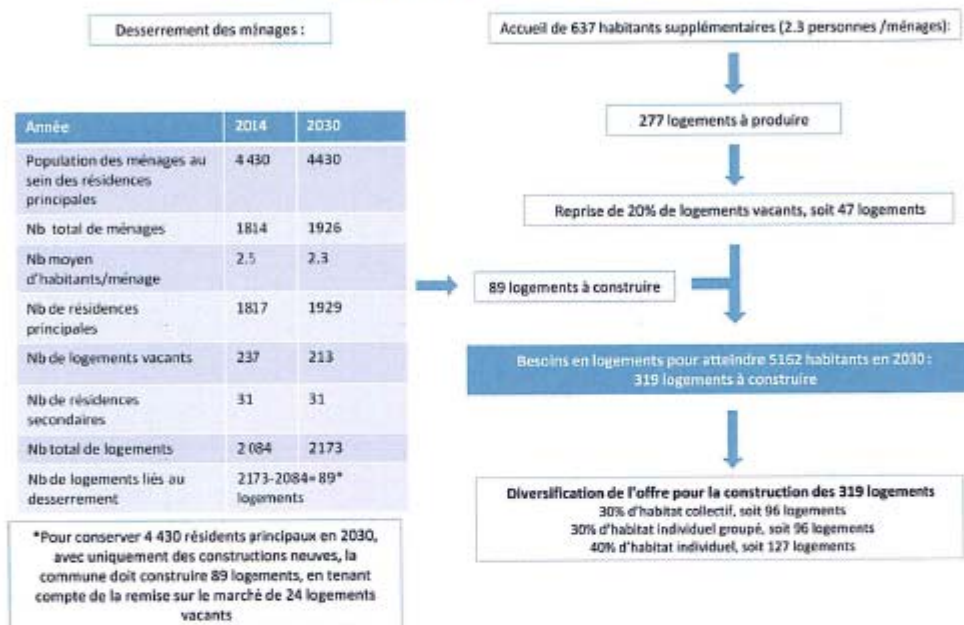 Desserrement des ménages :
Année 2014 2030
Population des ménages au 4 430 4430
sein des résidences
principales
Nb total de ménages 1814 1926
Nb moyen 2.5 2.3
d'habitants/ménage
Nb de résidences 1817 1929
principales
Nb de logements vacants 237 213
Nb de résidences 31 31
secondaires
Nb total de logements 2 084 2173
Nb de logements liés au 2173-2084= 89*
desserrement logements
*Pour conserver 4 430 résidents principaux en 2030,
avec uniquement des constructions neuves, la
commune doit construire 89 logements, en tenant
compte de la remise sur le marché de 24 logements
vacants
Accueil de 637 habitants supplémentaires (2.3 personnes /ménages):
277 logements à produire
Reprise de 20% de logements vacants, soit 47 logements
89 logements à construire
Besoins en logements pour atteindre 5162 habitants en 2030 :
319 logements à construire
Diversification de l'offre pour la construction des 319 logements
30% d'habitat collectif, soit 96 logements
30% d'habitat individuel groupé, soit 96 logements
40% d'habitat individuel, soit 127 logements